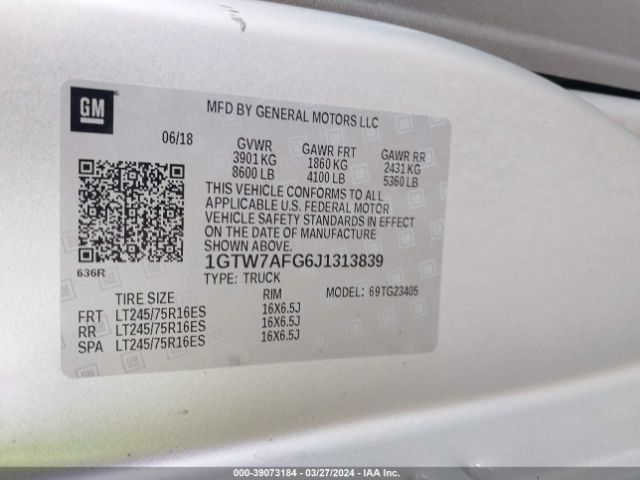 GM
MFD BY GENERAL MOTORS LLC
06/18
GVWR
3901 KG
8600 LB
GAWR FRT
1860 KG
4100 LB
GAWR RR
2431 KG
5360 LB
THIS VEHICLE CONFORMS TO ALL
APPLICABLE U.S. FEDERAL MOTOR
VEHICLE SAFETY STANDARDS IN EFFECT
ON THE DATE OF MANUFACTURE
SHOWN ABOVE.
636R
1GTW7AFG6J1313839
TYPE: TRUCK
MODEL: 69TG23405
TIRE SIZE RIM
FRT LT245/75R16ES 16X6.5J
RR LT245/75R16ES 16X6.5J
SPA LT245/75R16ES 16X6.5J
000-39073184 / 03/27/2024 - IAA Inc.